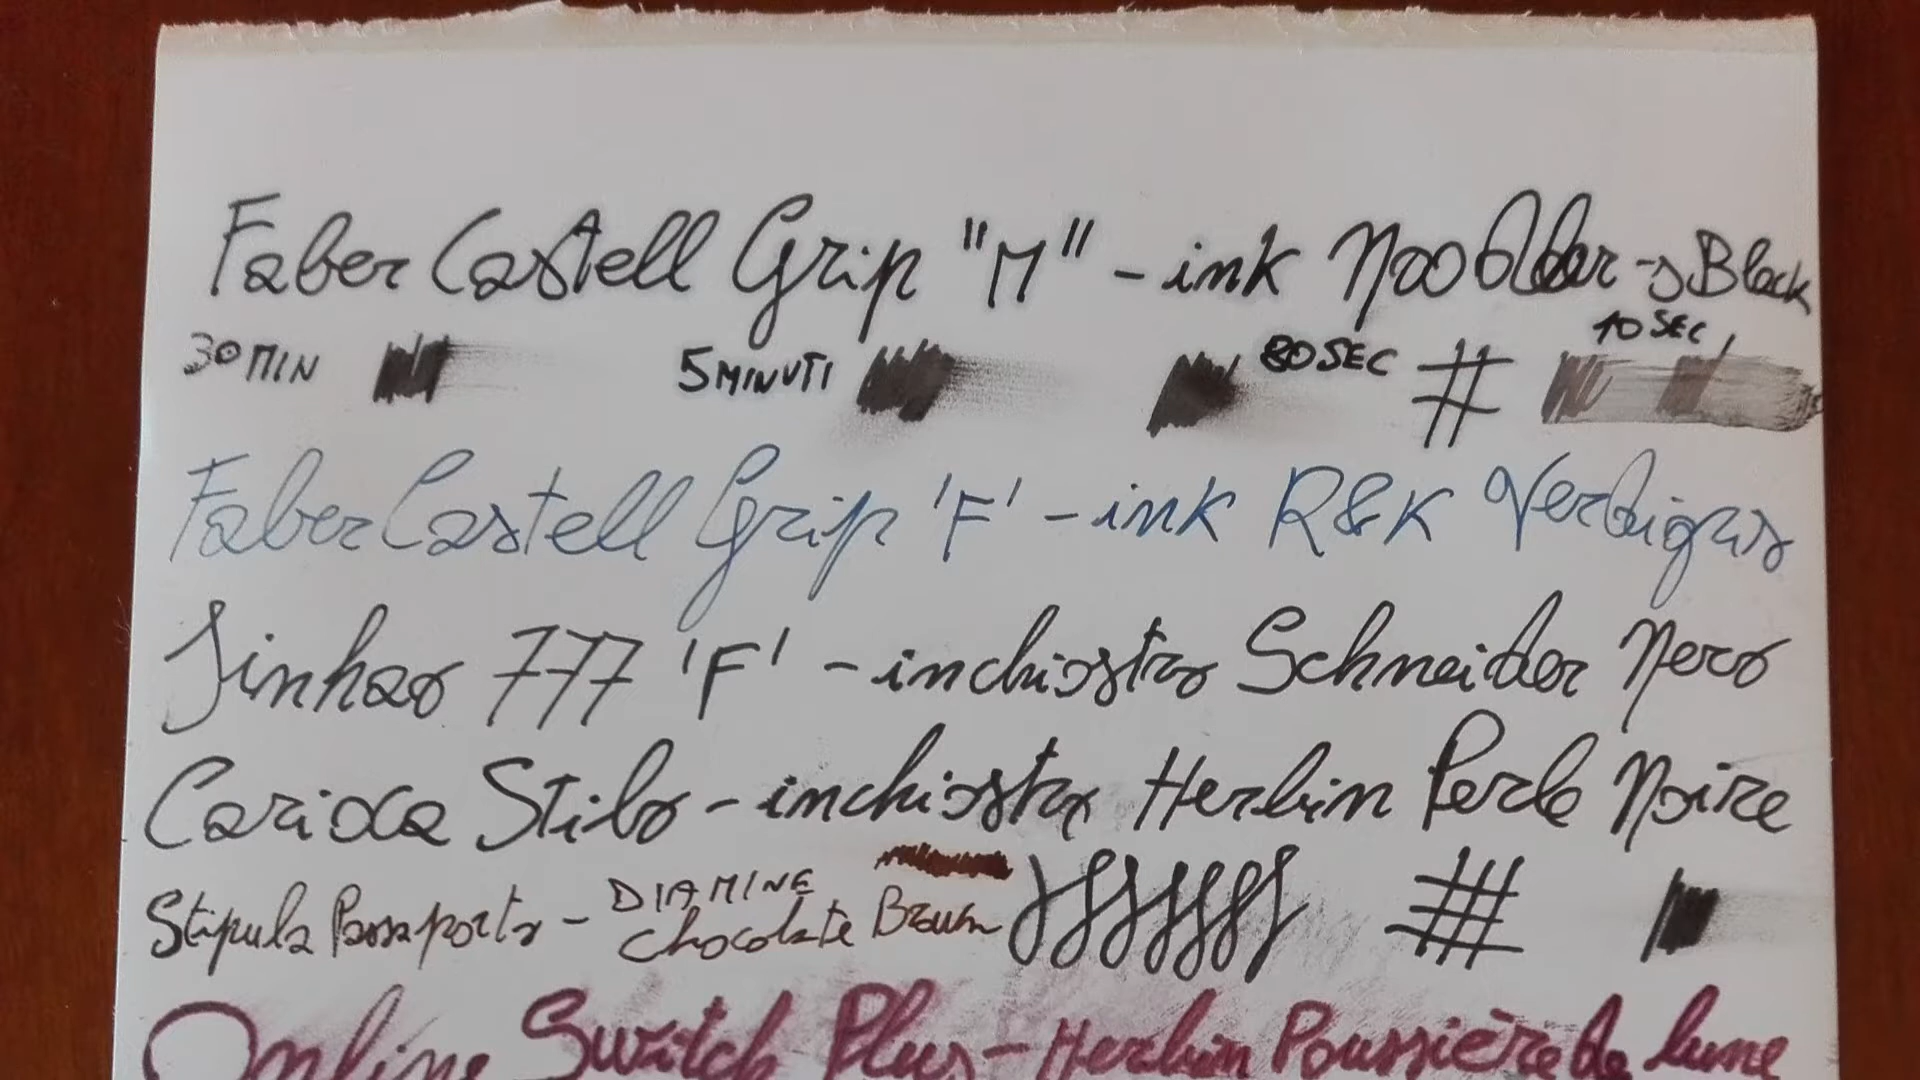 Faber Castell Grip "M" - ink Noodler → Black
30 MIN 5 MINUTI 80 SEC 10 SEC
Faber Castell Grip 'F' - ink R&K Verdigris
Jinhao 777 'F' - inchiostro Schneider Nero
Carioca Stilo - inchiostro Herbin Perle Noire
Stipula Passaporto - DIAMINE Chocolate Brown
Online Switch Plus - Herbin Poussière de lune